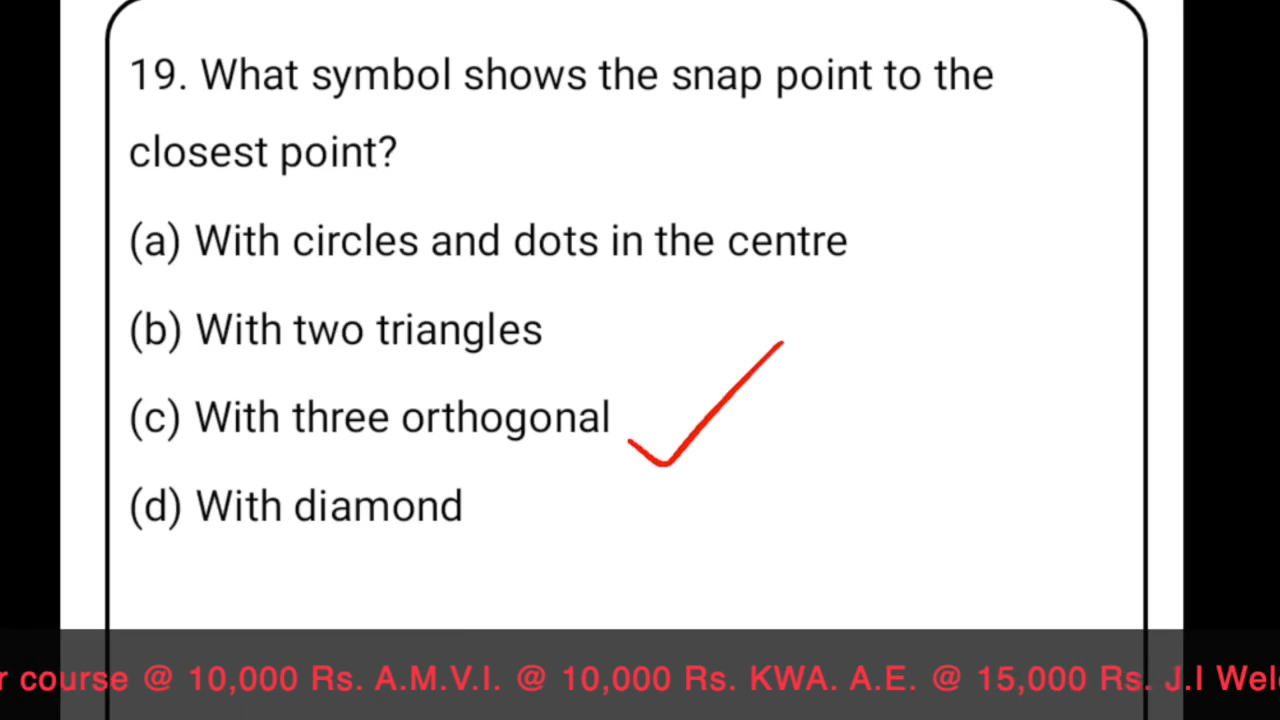 19. What symbol shows the snap point to the
closest point?
(a) With circles and dots in the centre
(b) With two triangles
(c) With three orthogonal
(d) With diamond
r course @ 10,000 Rs. A.M.V.I. @ 10,000 Rs. KWA. A.E. @ 15,000 Rs. J.I Wel